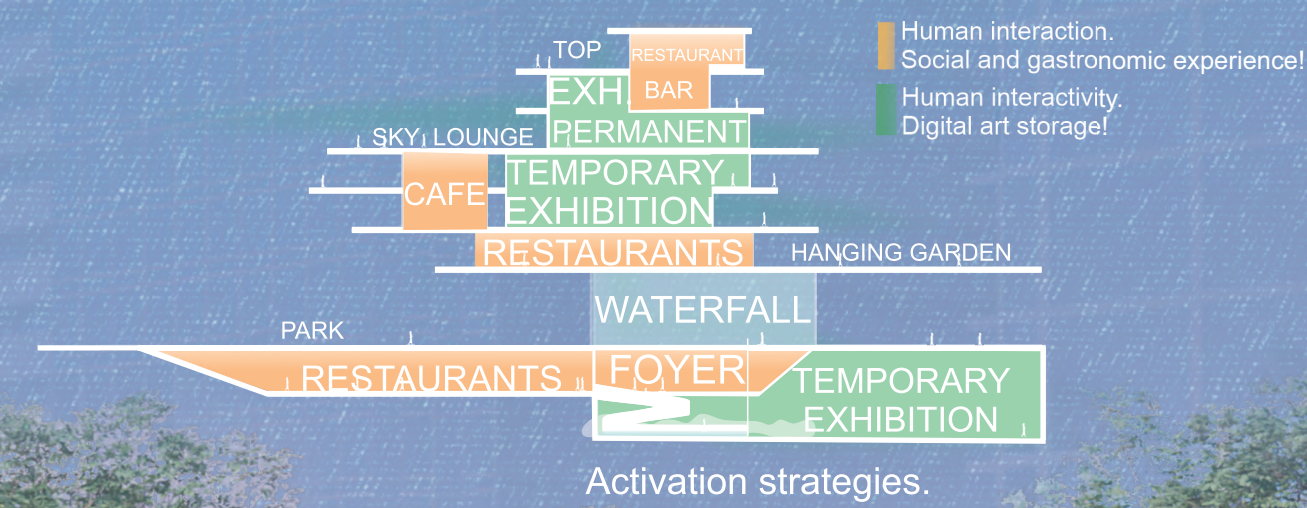 Human interaction.
Social and gastronomic experience!
Human interactivity.
Digital art storage!
TOP
RESTAURANT
BAR
EXH.
PERMANENT
SKY LOUNGE
CAFE
TEMPORARY
EXHIBITION
RESTAURANTS
HANGING GARDEN
WATERFALL
PARK
RESTAURANTS
FOYER
TEMPORARY
EXHIBITION
Activation strategies.